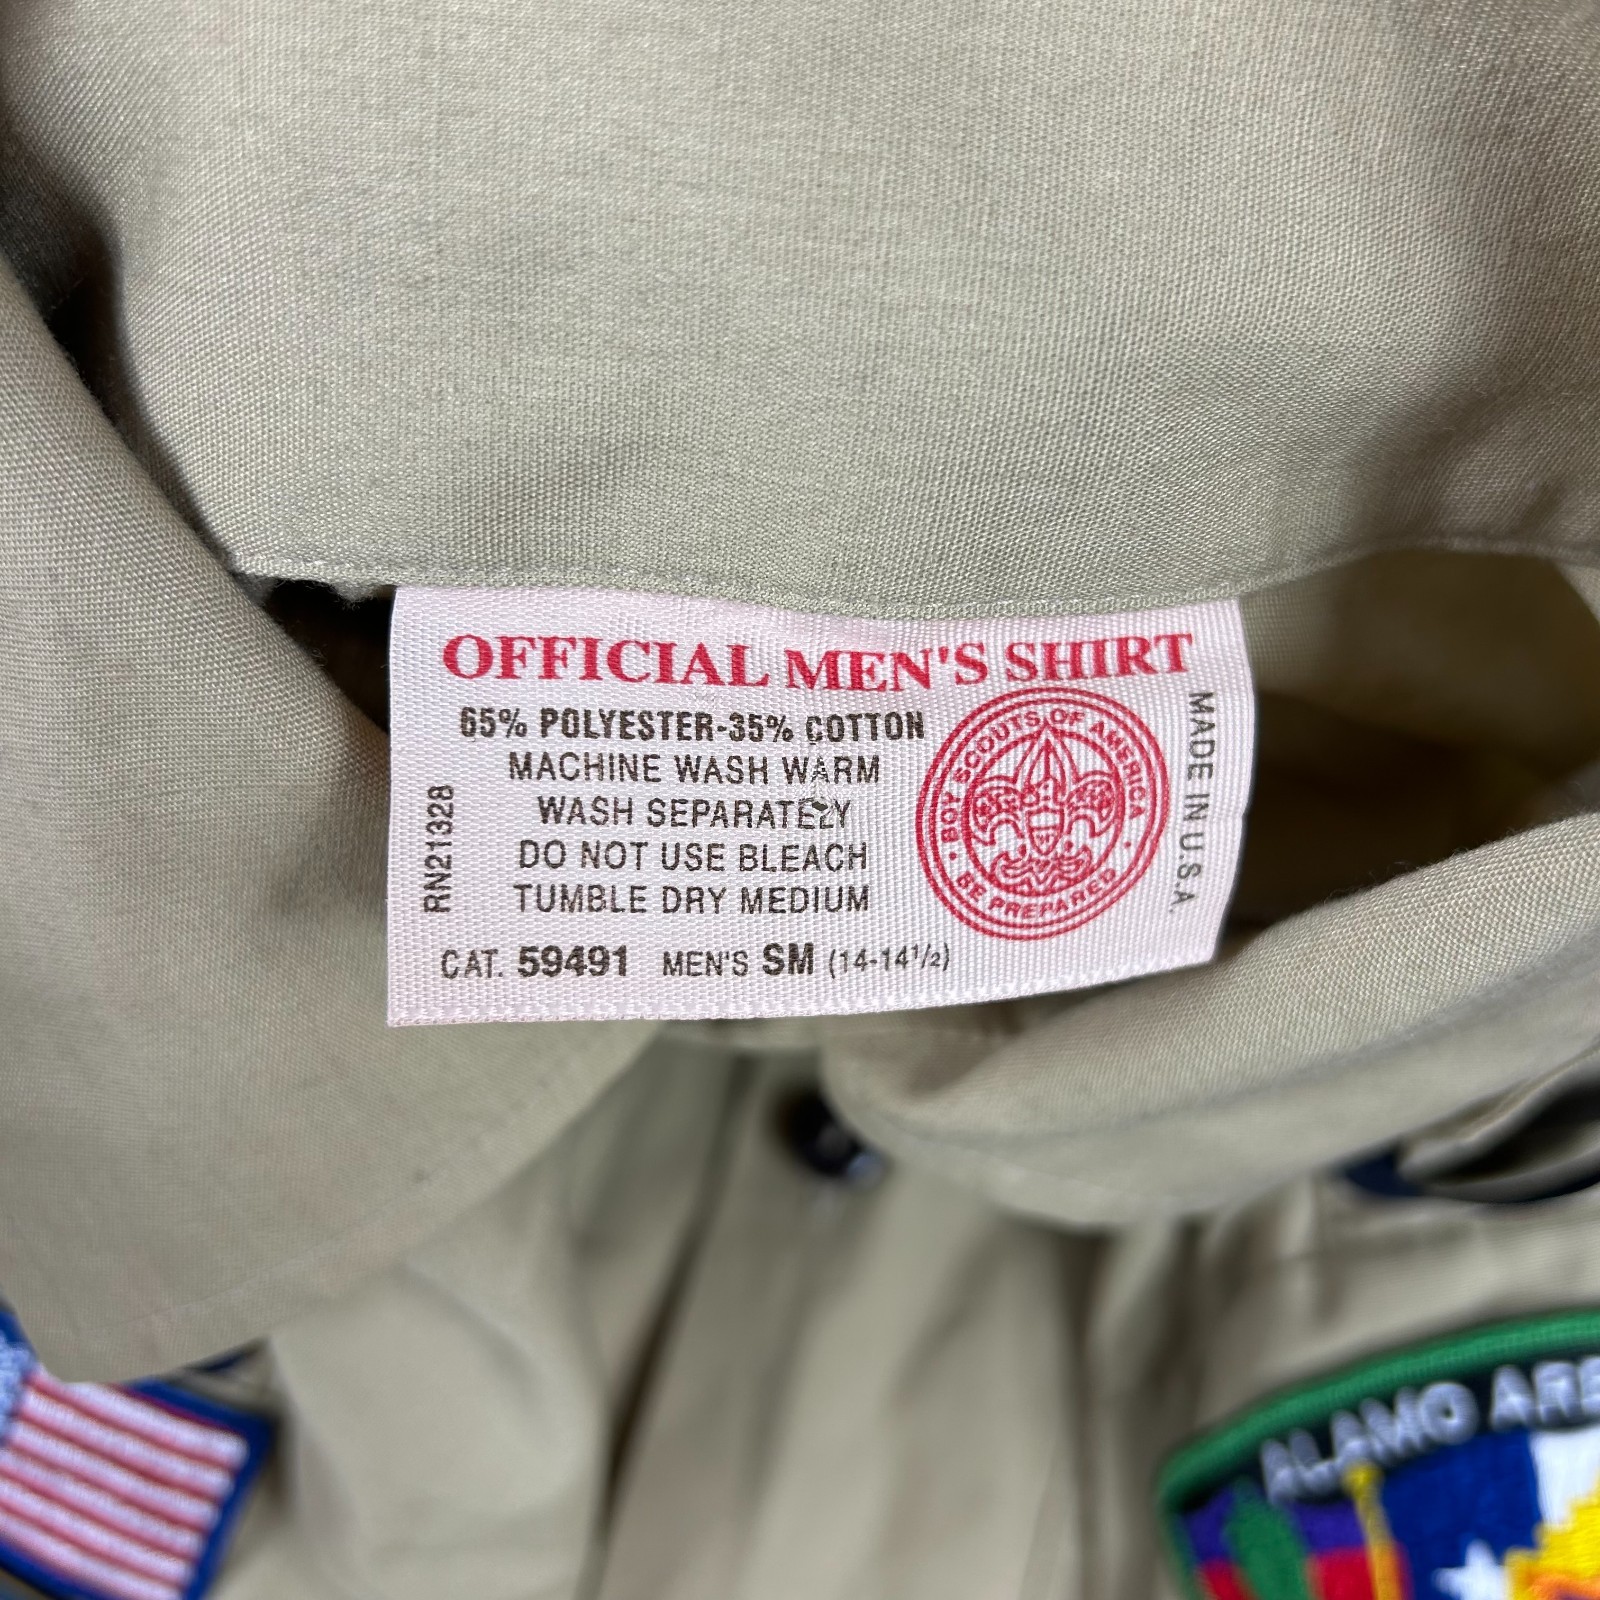 OFFICIAL MEN'S SHIRT
65% POLYESTER-35% COTTON
MACHINE WASH WARM
WASH SEPARATELY
DO NOT USE BLEACH
TUMBLE DRY MEDIUM
RN21328
BOY SCOUTS OF AMERICA
• BE PREPARED •
MADE IN U.S.A.
CAT. 59491 MEN'S SM (14-14½)
ALAMO ARE